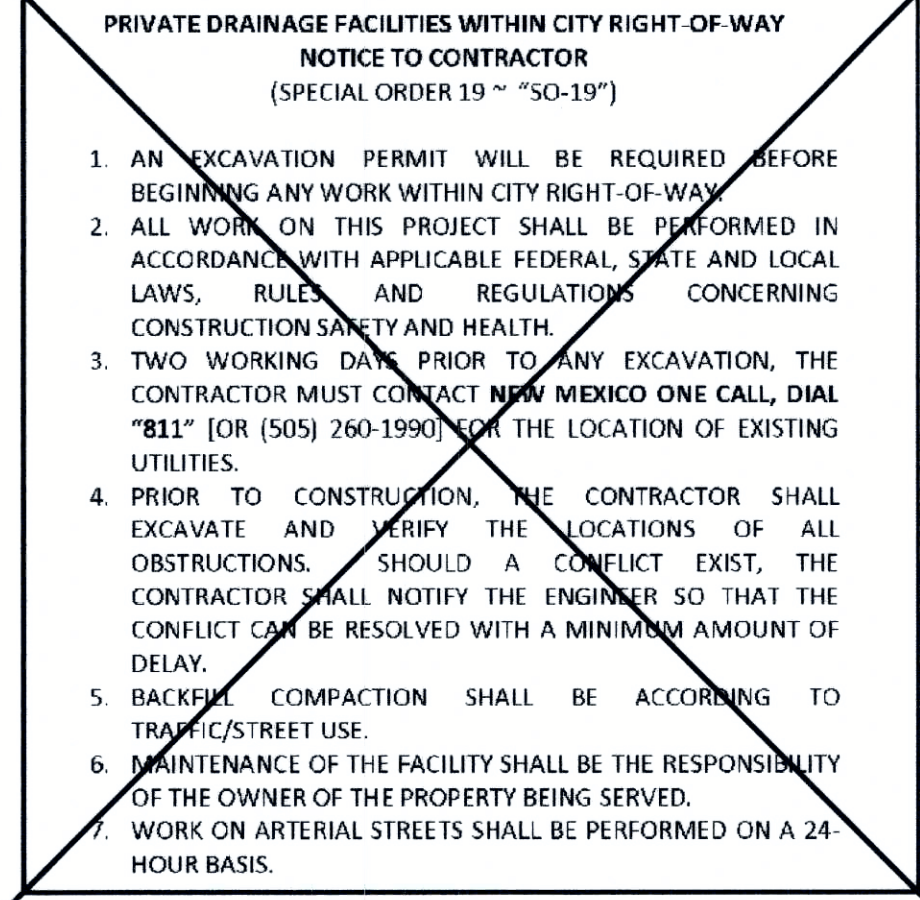 PRIVATE DRAINAGE FACILITIES WITHIN CITY RIGHT-OF-WAY
NOTICE TO CONTRACTOR
(SPECIAL ORDER 19 ~ "SO-19")
1. AN EXCAVATION PERMIT WILL BE REQUIRED BEFORE
BEGINNING ANY WORK WITHIN CITY RIGHT-OF-WAY.
2. ALL WORK ON THIS PROJECT SHALL BE PERFORMED IN
ACCORDANCE WITH APPLICABLE FEDERAL, STATE AND LOCAL
LAWS, RULES AND REGULATIONS CONCERNING
CONSTRUCTION SAFETY AND HEALTH.
3. TWO WORKING DAYS PRIOR TO ANY EXCAVATION, THE
CONTRACTOR MUST CONTACT NEW MEXICO ONE CALL, DIAL
"811" [OR (505) 260-1990] FOR THE LOCATION OF EXISTING
UTILITIES.
4. PRIOR TO CONSTRUCTION, THE CONTRACTOR SHALL
EXCAVATE AND VERIFY THE LOCATIONS OF ALL
OBSTRUCTIONS. SHOULD A CONFLICT EXIST, THE
CONTRACTOR SHALL NOTIFY THE ENGINEER SO THAT THE
CONFLICT CAN BE RESOLVED WITH A MINIMUM AMOUNT OF
DELAY.
5. BACKFILL COMPACTION SHALL BE ACCORDING TO
TRAFFIC/STREET USE.
6. MAINTENANCE OF THE FACILITY SHALL BE THE RESPONSIBILITY
OF THE OWNER OF THE PROPERTY BEING SERVED.
7. WORK ON ARTERIAL STREETS SHALL BE PERFORMED ON A 24-
HOUR BASIS.